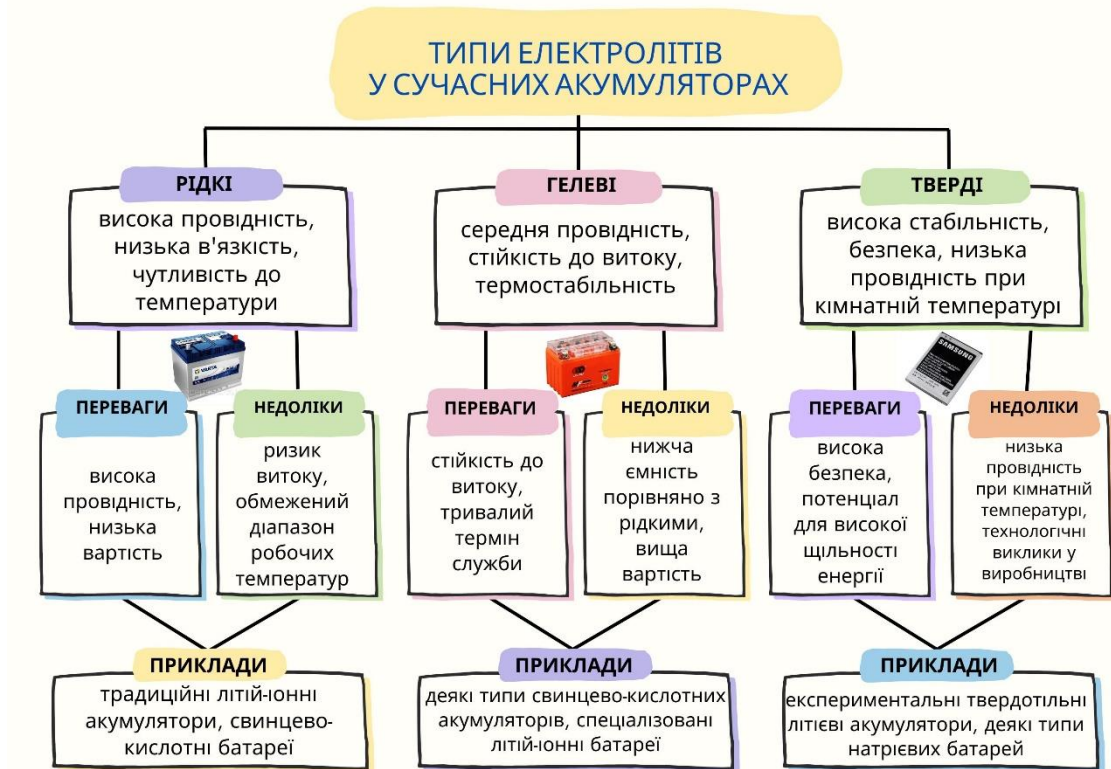 ТИПИ ЕЛЕКТРОЛІТІВ
У СУЧАСНИХ АКУМУЛЯТОРАХ
РІДКІ
висока провідність,
низька в'язкість,
чутливість до
температури
ГЕЛЕВІ
середня провідність,
стійкість до витоку,
термостабільність
ТВЕРДІ
висока стабільність,
безпека, низька
провідність при
кімнатній температурі
VARTA
SAMSUNG
ПЕРЕВАГИ
висока
провідність,
низька
вартість
НЕДОЛІКИ
ризик
витоку,
обмежений
діапазон
робочих
температур
ПЕРЕВАГИ
стійкість до
витоку,
тривалий
термін
служби
НЕДОЛІКИ
нижча
ємність
порівняно з
рідкими,
вища
вартість
ПЕРЕВАГИ
висока
безпека,
потенціал
для високої
щільності
енергії
НЕДОЛІКИ
низька
провідність
при кімнатній
температурі,
технологічні
виклики у
виробництві
ПРИКЛАДИ
традиційні літій-іонні
акумулятори, свинцево-
кислотні батареї
ПРИКЛАДИ
деякі типи свинцево-кислотних
акумуляторів, спеціалізовані
літій-іонні батареї
ПРИКЛАДИ
експериментальні твердотільні
літієві акумулятори, деякі типи
натрієвих батарей